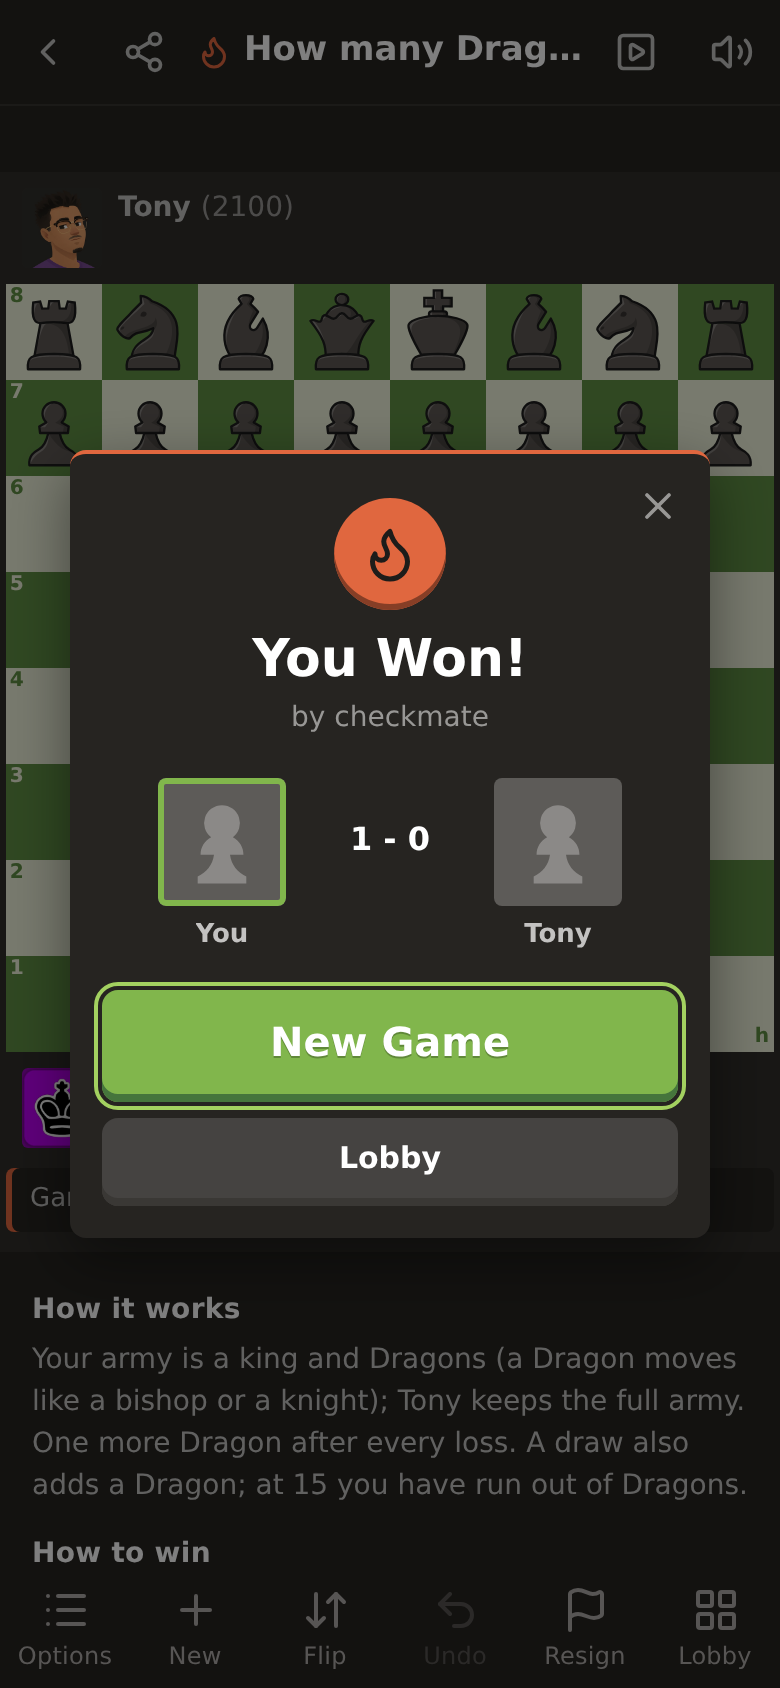 How many Drag...
Tony (2100)
8
7
6
5
4
3
2
1
h
You Won!
by checkmate
1 - 0
You
Tony
New Game
Lobby
How it works
Your army is a king and Dragons (a Dragon moves
like a bishop or a knight); Tony keeps the full army.
One more Dragon after every loss. A draw also
adds a Dragon; at 15 you have run out of Dragons.
How to win
Options
New
Flip
Undo
Resign
Lobby